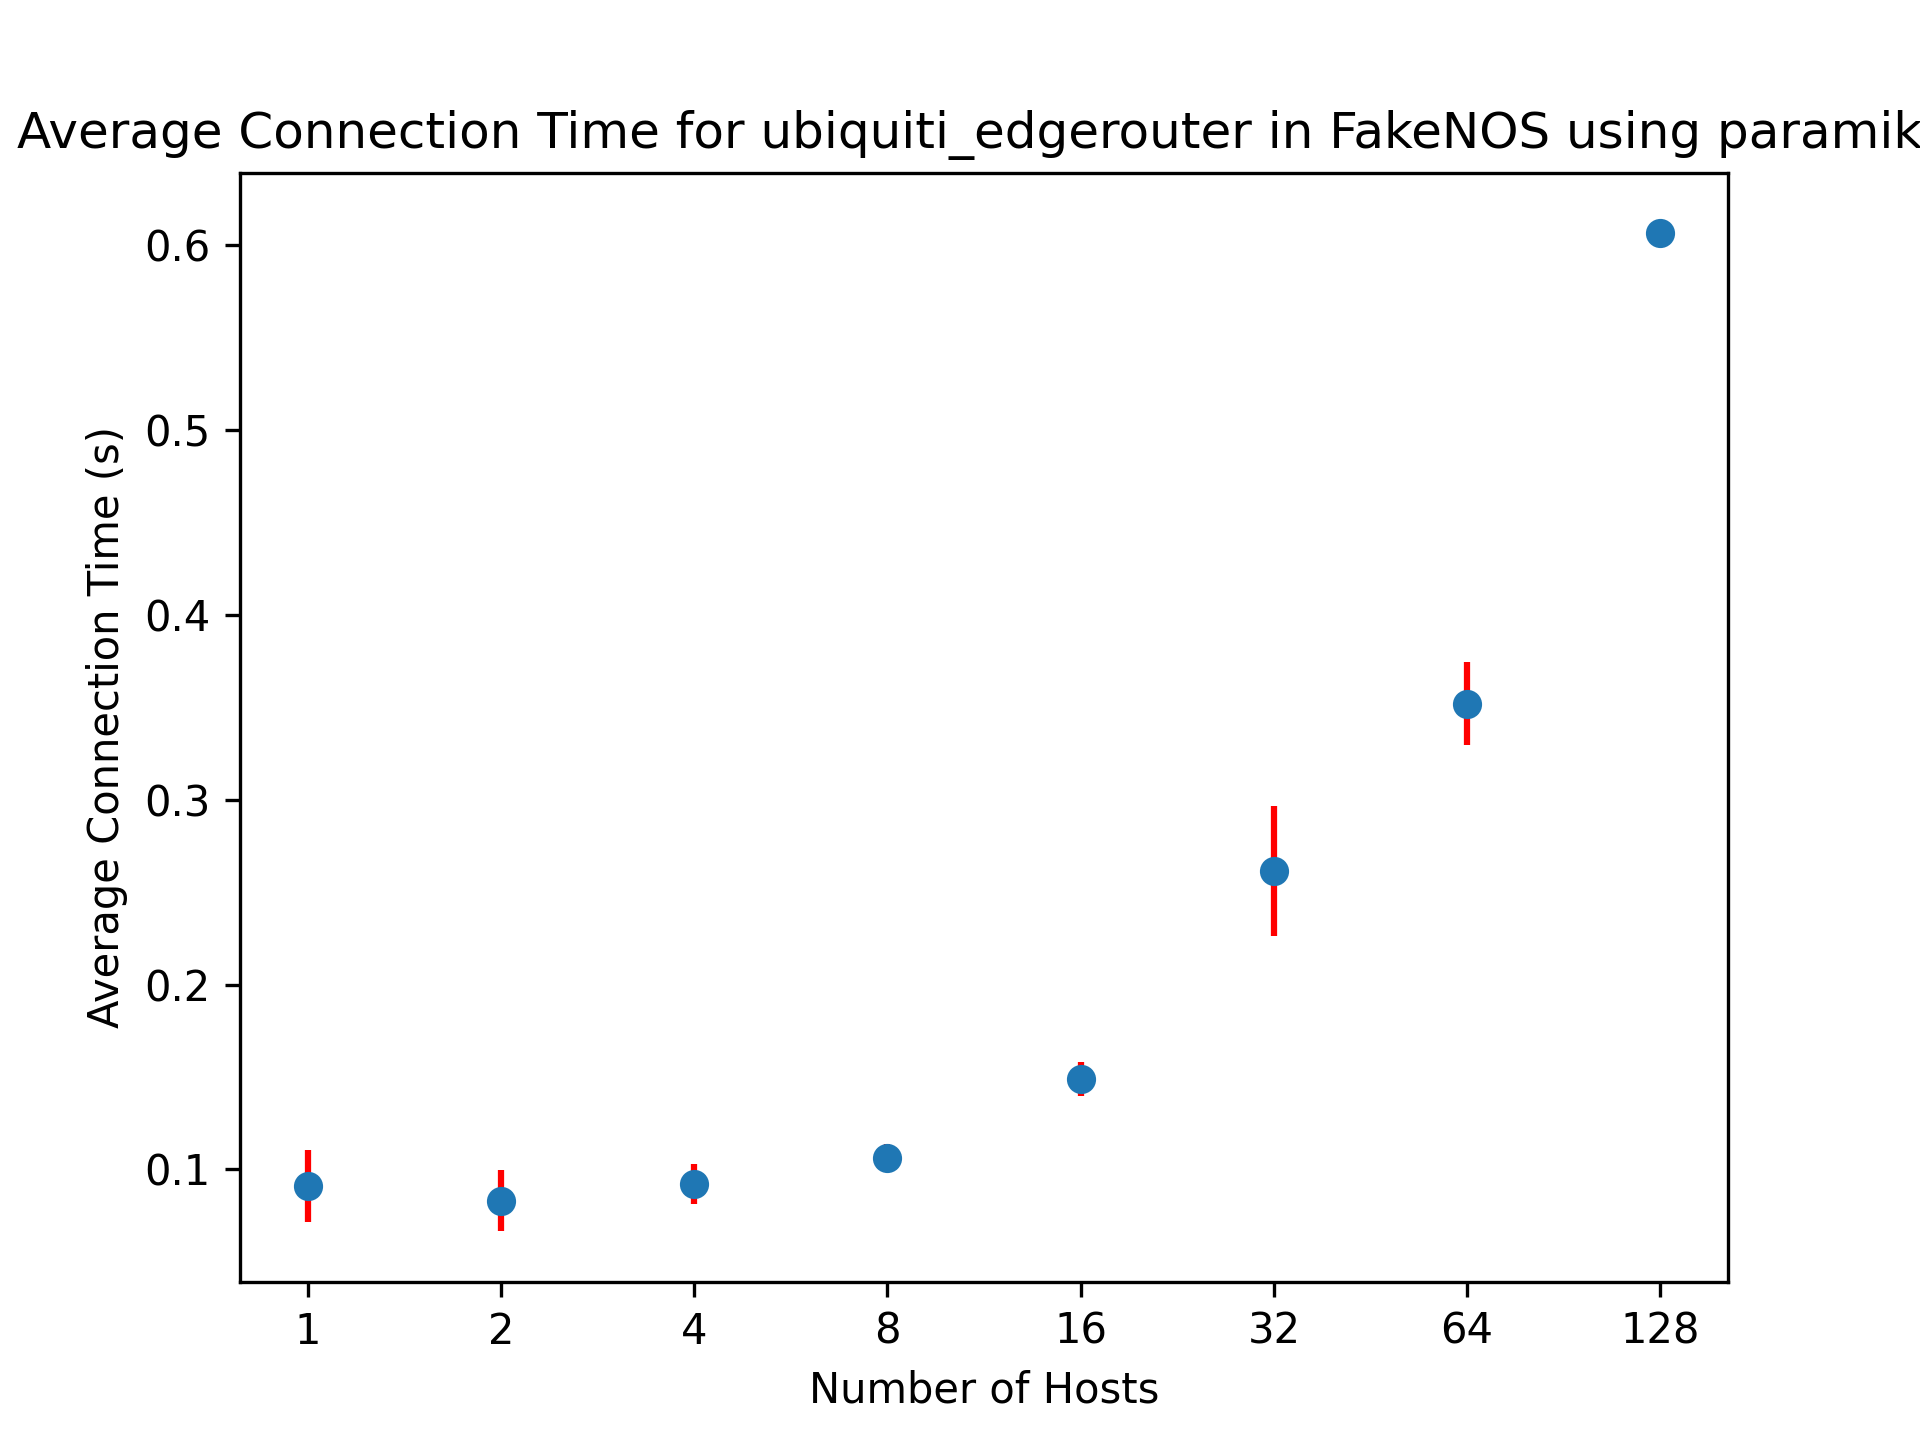 Average Connection Time for ubiquiti_edgerouter in FakeNOS using paramik
0.6
0.5
0.4
0.3
0.2
0.1
Average Connection Time (s)
1 2 4 8 16 32 64 128
Number of Hosts